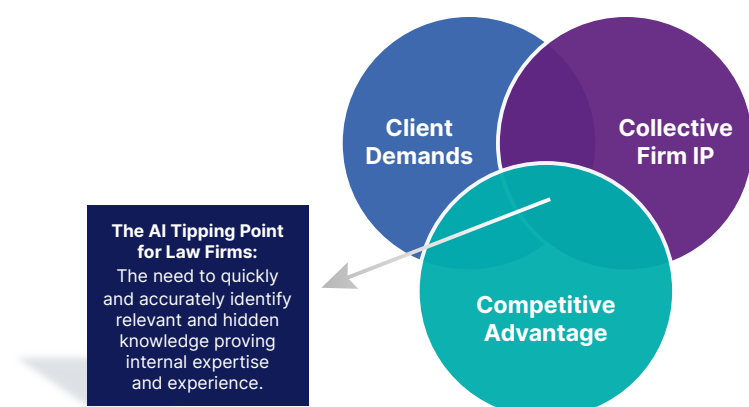 Client
Demands
Collective
Firm IP
The AI Tipping Point
for Law Firms:
The need to quickly
and accurately identify
relevant and hidden
knowledge proving
internal expertise
and experience.
Competitive
Advantage